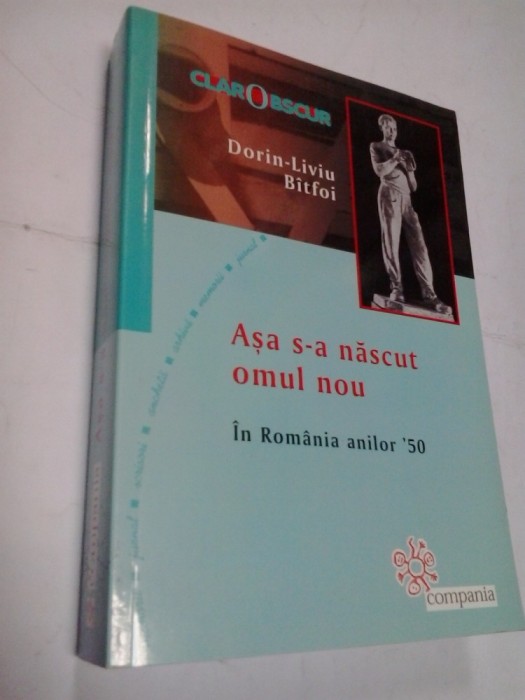 CLAROBSCUR
Dorin-Liviu
Bîtfoi
Așa s-a născut
omul nou
În România anilor '50
compania